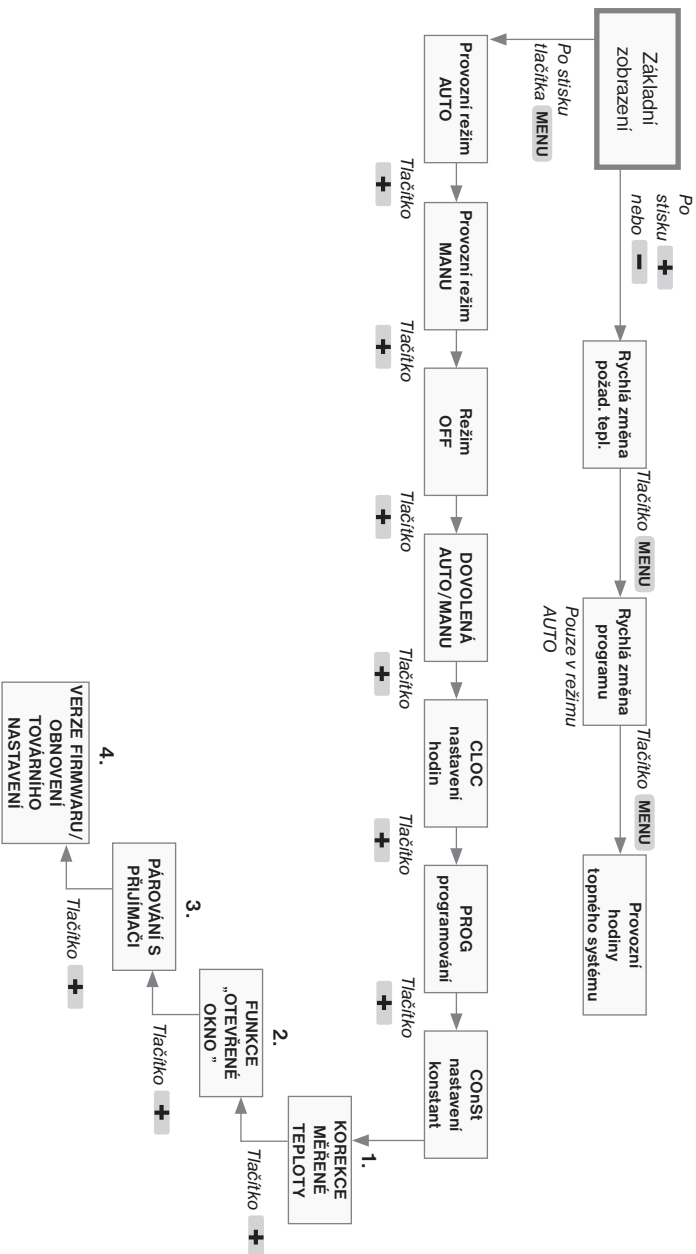 Základní
zobrazení
Po
stisku +
nebo −
Rychlá změna
požad. tepl.
Tlačítko MENU
Rychlá změna
programu
Pouze v režimu
AUTO
Tlačítko MENU
Provozní
hodiny
topného systému
Po stisku
tlačítka MENU
Provozní režim
AUTO
Tlačítko
+
Provozní režim
MANU
Tlačítko
+
Režim
OFF
Tlačítko
+
DOVOLENÁ
AUTO/MANU
Tlačítko
+
CLOC
nastavení
hodin
Tlačítko
+
PROG
programování
Tlačítko
+
COnSt
nastavení
konstant
1.
KOREKCE
MĚŘENÉ
TEPLOTY
Tlačítko +
2.
FUNKCE
„OTEVŘENÉ
OKNO”
Tlačítko +
3.
PÁROVÁNÍ S
PŘIJÍMAČI
Tlačítko +
4.
VERZE FIRMWARU/
OBNOVENÍ
TOVÁRNÍHO
NASTAVENÍ